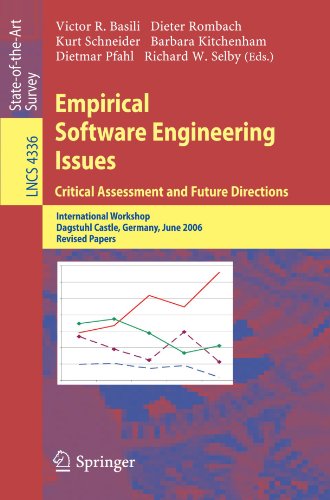 Victor R. Basili Dieter Rombach
Kurt Schneider Barbara Kitchenham
Dietmar Pfahl Richard W. Selby (Eds.)
State-of-the-Art
Survey
LNCS 4336
Empirical
Software Engineering
Issues
Critical Assessment and Future Directions
International Workshop
Dagstuhl Castle, Germany, June 2006
Revised Papers
Springer